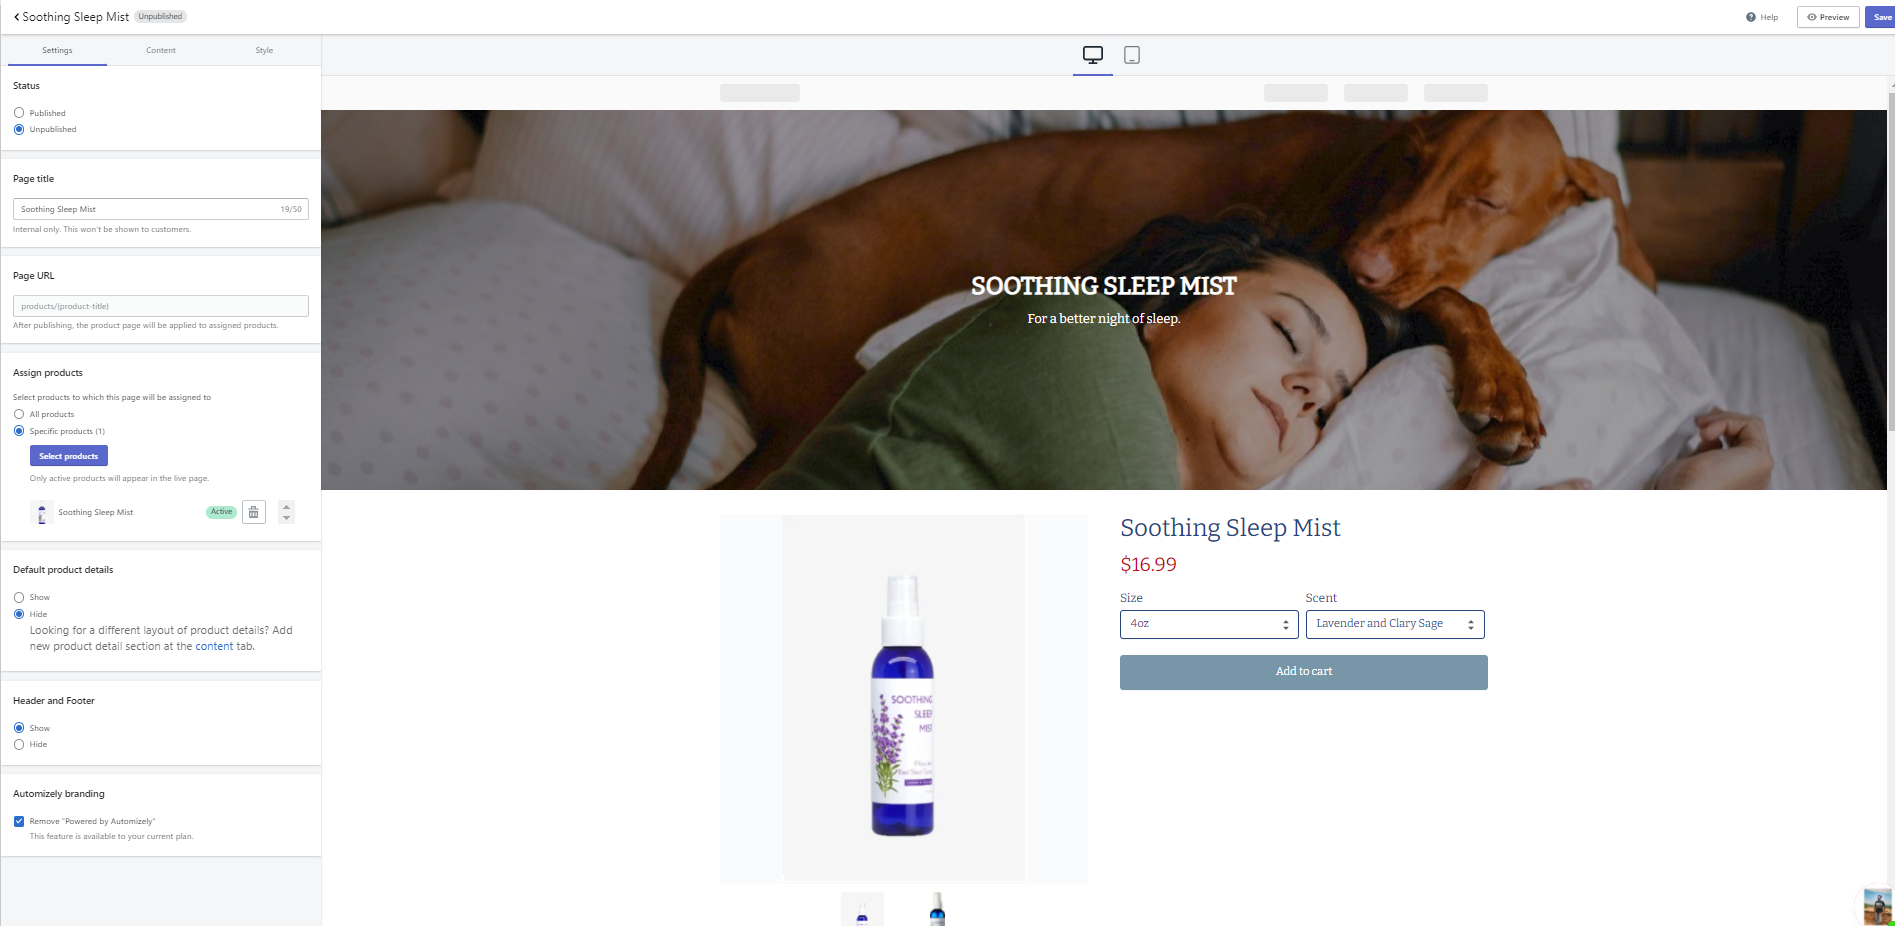 Soothing Sleep Mist Unpublished
Help
Preview
Save
Settings
Content
Style
Status
Published
Unpublished
Page title
Soothing Sleep Mist 19/50
Internal only. This won't be shown to customers.
Page URL
products/{product-title}
After publishing, the product page will be applied to assigned products.
Assign products
Select products to which this page will be assigned to
All products
Specific products (1)
Select products
Only active products will appear in the live page.
Soothing Sleep Mist Active
Default product details
Show
Hide
Looking for a different layout of product details? Add
new product detail section at the content tab.
Header and Footer
Show
Hide
Automizely branding
Remove "Powered by Automizely"
This feature is available to your current plan.
SOOTHING SLEEP MIST
For a better night of sleep.
SOOTHING
SLEEP
MIST
Soothing Sleep Mist
$16.99
Size
Scent
4oz
Lavender and Clary Sage
Add to cart